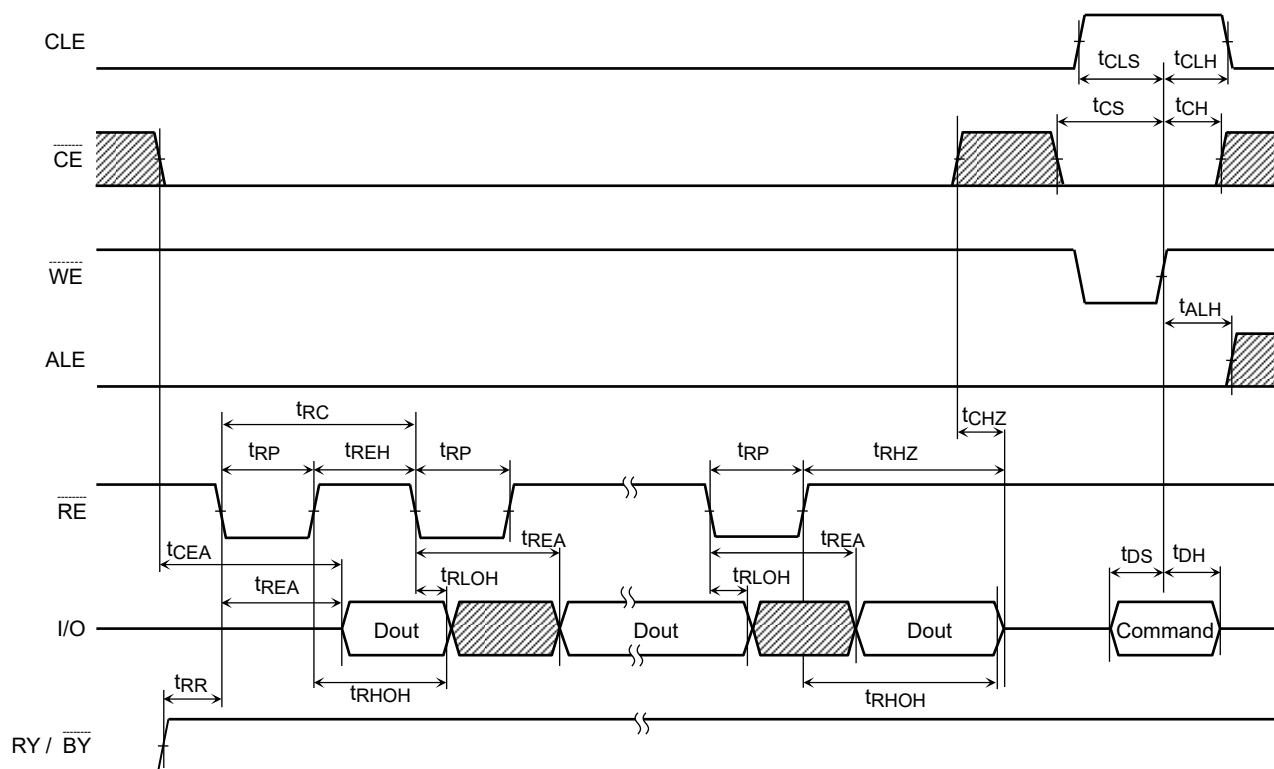 CLE
tCLS tCLH
tCS tCH
CE
WE
tALH
ALE
tRC
tCHZ
tRP tREH tRP tRP tRHZ
RE
tCEA tREA tREA
tDS tDH
tREA tRLOH tRLOH
I/O Dout Dout Dout Command
tRR tRHOH tRHOH
RY / BY